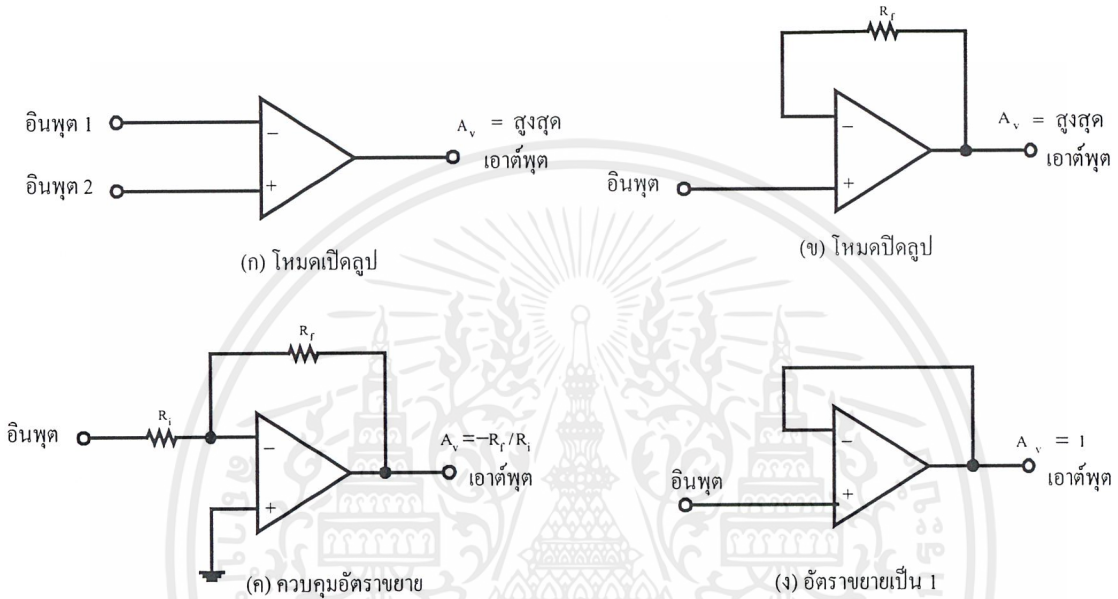 อินพุต 1
อินพุต 2
−
+
A_v = สูงสุด
เอาต์พุต
(ก) โหมดเปิดลูป
R_f
อินพุต
−
+
A_v = สูงสุด
เอาต์พุต
(ข) โหมดปิดลูป
อินพุต
R_i
R_f
−
+
A_v=−R_f/R_i
เอาต์พุต
(ค) ควบคุมอัตราขยาย
อินพุต
−
+
A_v = 1
เอาต์พุต
(ง) อัตราขยายเป็น 1